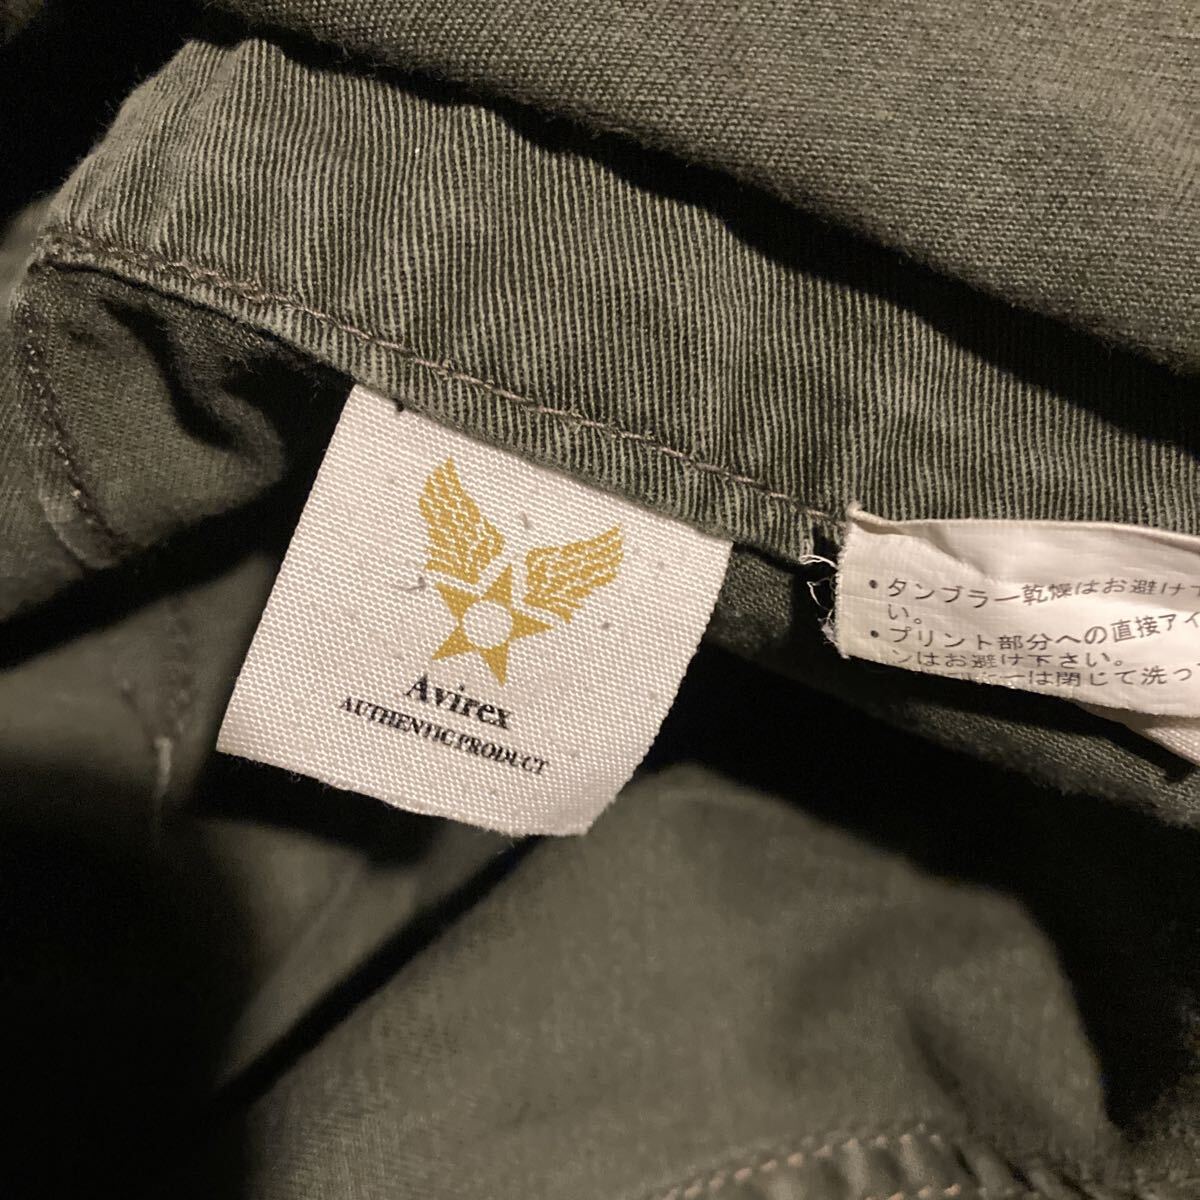 Avirex
AUTHENTIC PRODUCT
・タンブラー乾燥はお避け下
い。
・プリント部分への直接アイ
ンはお避け下さい。
ーは閉じて洗っ